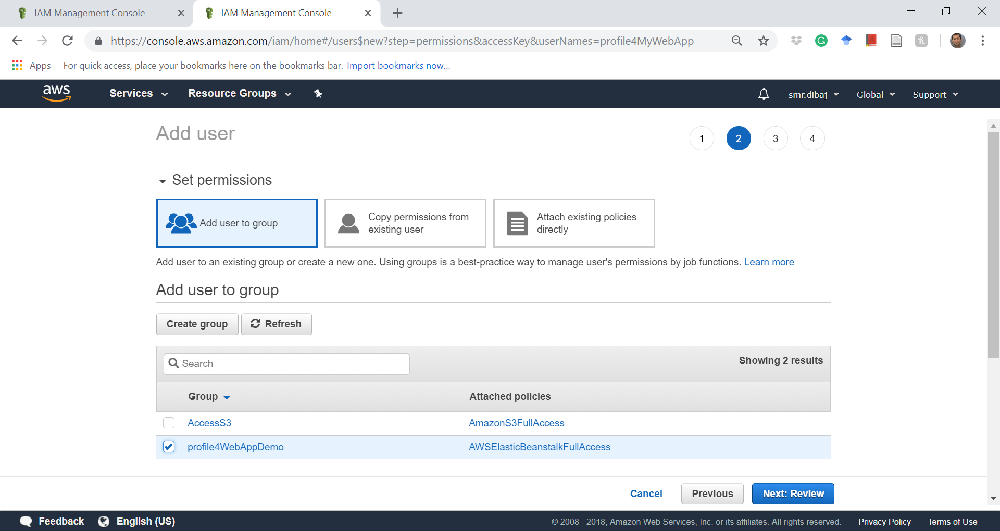 IAM Management Console
IAM Management Console
https://console.aws.amazon.com/iam/home#/users$new?step=permissions&accessKey&userNames=profile4MyWebApp
Apps For quick access, place your bookmarks here on the bookmarks bar. Import bookmarks now...
aws Services Resource Groups smr.dibaj Global Support
Add user
1 2 3 4
Set permissions
Add user to group
Copy permissions from
existing user
Attach existing policies
directly
Add user to an existing group or create a new one. Using groups is a best-practice way to manage user's permissions by job functions. Learn more
Add user to group
Create group Refresh
Search Showing 2 results
Group Attached policies
AccessS3 AmazonS3FullAccess
profile4WebAppDemo AWSElasticBeanstalkFullAccess
Cancel Previous Next: Review
Feedback English (US) © 2008 - 2018, Amazon Web Services, Inc. or its affiliates. All rights reserved. Privacy Policy Terms of Use